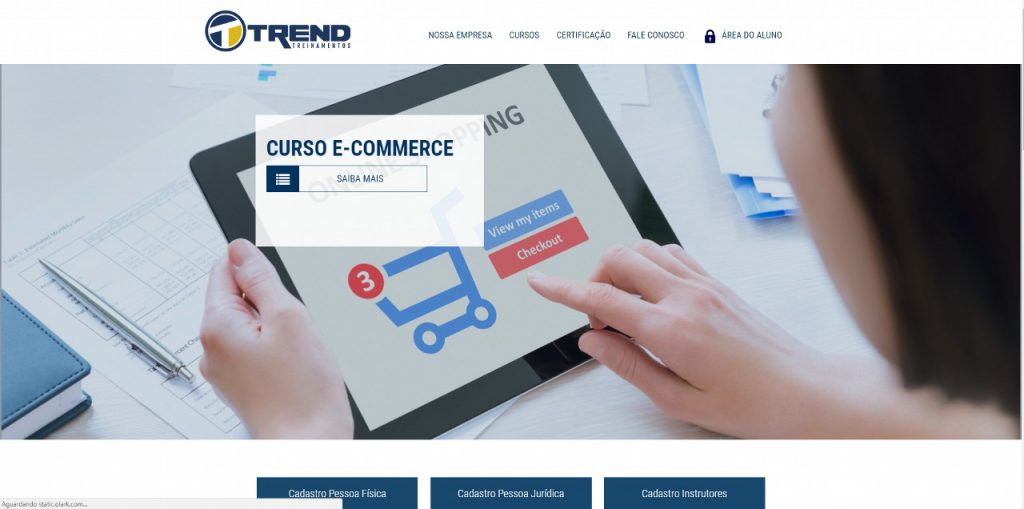 TREND
TREINAMENTOS
NOSSA EMPRESA
CURSOS
CERTIFICAÇÃO
FALE CONOSCO
ÁREA DO ALUNO
CURSO E-COMMERCE
SAIBA MAIS
ONLINE SHOPPING
View my items
Checkout
3
Cadastro Pessoa Física
Cadastro Pessoa Jurídica
Cadastro Instrutores
Aguardando static.olark.com...